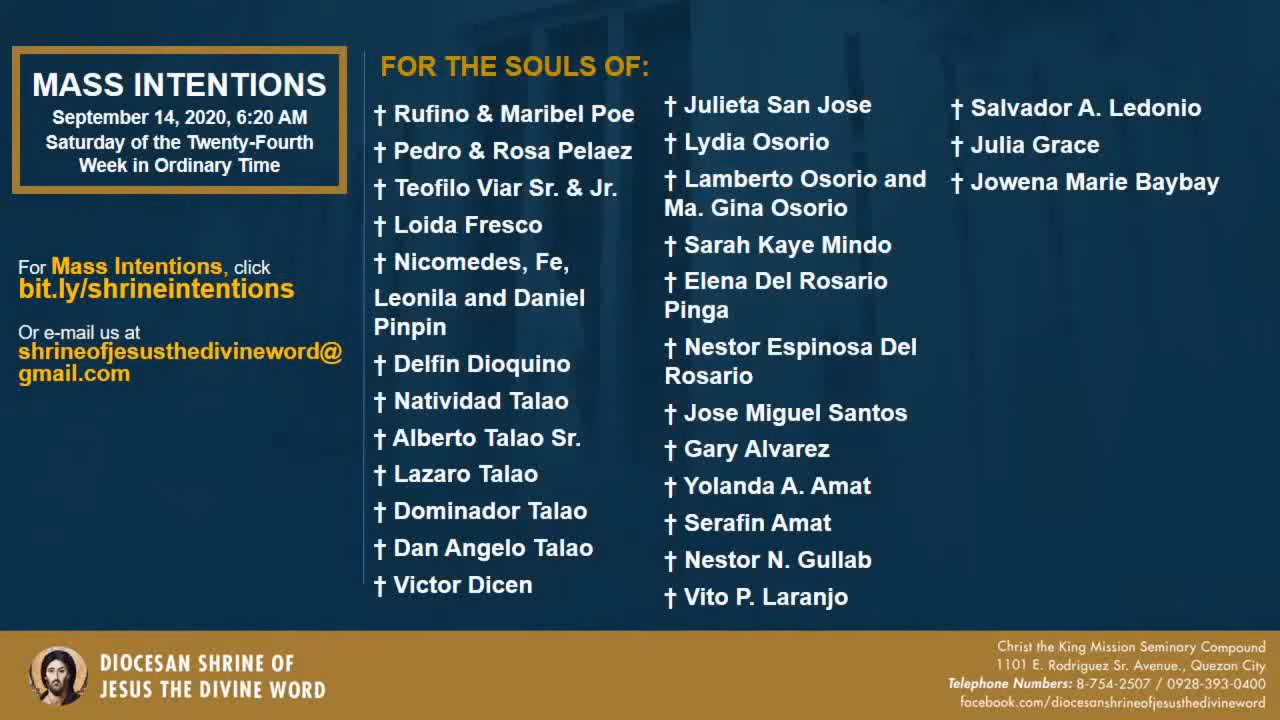 MASS INTENTIONS
September 14, 2020, 6:20 AM
Saturday of the Twenty-Fourth
Week in Ordinary Time
For Mass Intentions, click
bit.ly/shrineintentions
Or e-mail us at
shrineofjesusthedivineword@
gmail.com
FOR THE SOULS OF:
† Rufino & Maribel Poe
† Pedro & Rosa Pelaez
† Teofilo Viar Sr. & Jr.
† Loida Fresco
† Nicomedes, Fe,
Leonila and Daniel
Pinpin
† Delfin Dioquino
† Natividad Talao
† Alberto Talao Sr.
† Lazaro Talao
† Dominador Talao
† Dan Angelo Talao
† Victor Dicen
† Julieta San Jose
† Lydia Osorio
† Lamberto Osorio and
Ma. Gina Osorio
† Sarah Kaye Mindo
† Elena Del Rosario
Pinga
† Nestor Espinosa Del
Rosario
† Jose Miguel Santos
† Gary Alvarez
† Yolanda A. Amat
† Serafin Amat
† Nestor N. Gullab
† Vito P. Laranjo
† Salvador A. Ledonio
† Julia Grace
† Jowena Marie Baybay
DIOCESAN SHRINE OF
JESUS THE DIVINE WORD
Christ the King Mission Seminary Compound
1101 E. Rodriguez Sr. Avenue., Quezon City
Telephone Numbers: 8-754-2507 / 0928-393-0400
facebook.com/diocesanshrineofjesusthedivineword